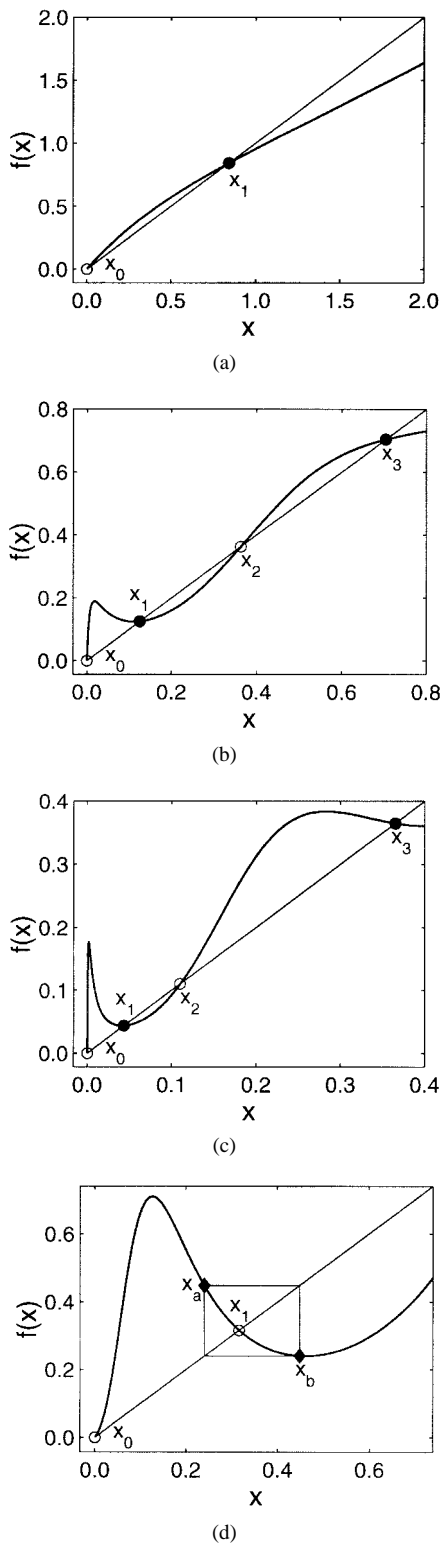 2.0
1.5
1.0
0.5
0.0
f(x)
x₁
x₀
0.0 0.5 1.0 1.5 2.0
x
(a)
0.8
0.6
0.4
0.2
0.0
f(x)
x₃
x₂
x₁
x₀
0.0 0.2 0.4 0.6 0.8
x
(b)
0.4
0.3
0.2
0.1
0.0
f(x)
x₃
x₁
x₂
x₀
0.0 0.1 0.2 0.3 0.4
x
(c)
0.6
0.4
0.2
0.0
f(x)
xₐ
x₁
x_b
x₀
0.0 0.2 0.4 0.6
x
(d)